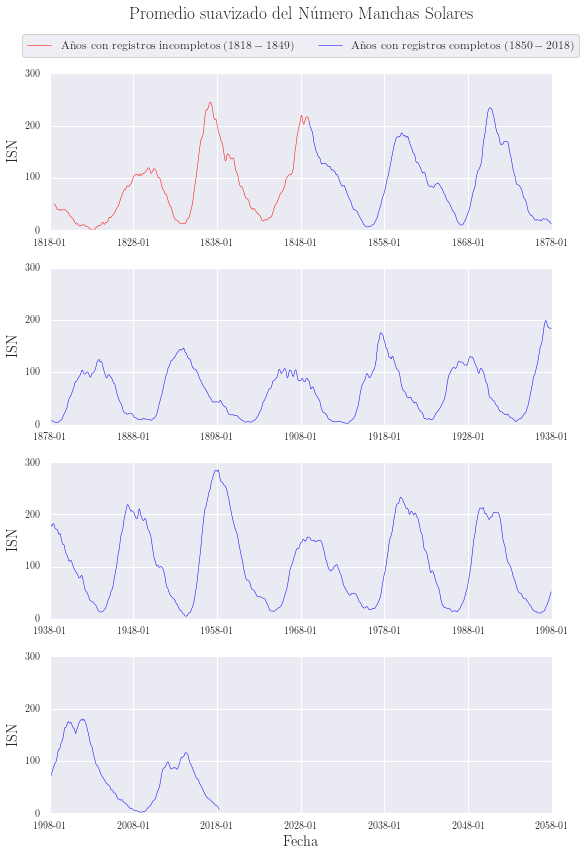 Promedio suavizado del Número Manchas Solares
Años con registros incompletos (1818 − 1849) Años con registros completos (1850 − 2018)
300
200
100
0
ISN
1818-01 1828-01 1838-01 1848-01 1858-01 1868-01 1878-01
300
200
100
0
ISN
1878-01 1888-01 1898-01 1908-01 1918-01 1928-01 1938-01
300
200
100
0
ISN
1938-01 1948-01 1958-01 1968-01 1978-01 1988-01 1998-01
300
200
100
0
ISN
1998-01 2008-01 2018-01 2028-01 2038-01 2048-01 2058-01
Fecha